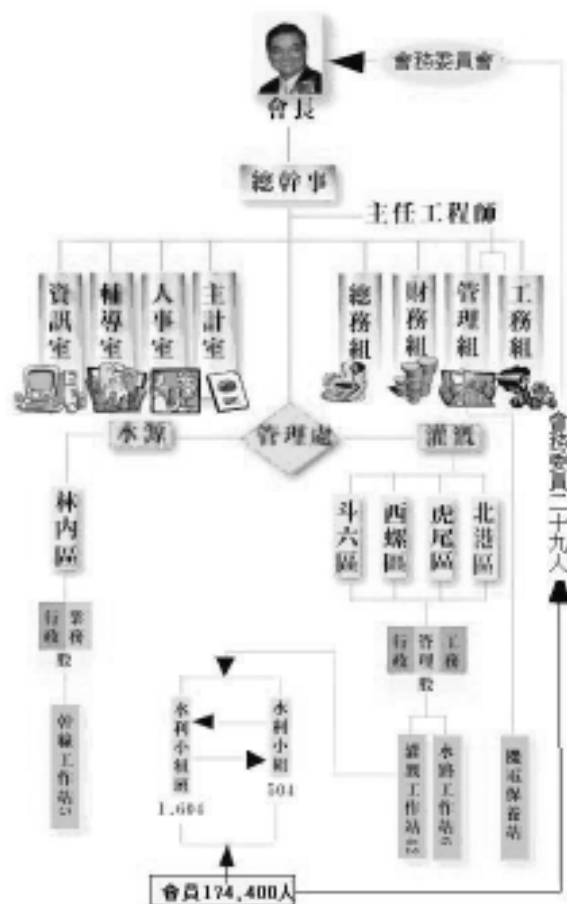 會務委員會
會長
總幹事
主任工程師
資訊室
輔導室
人事室
主計室
總務組
財務組
管理組
工務組
水源
管理處
灌溉
會務委員二十九人
林內區
斗六區
西螺區
虎尾區
北港區
行政
業務
股
行政
管理
工務
股
幹線工作站
水利小組班
1,604
水利小組
504
灌溉工作站
水路工作站
機電保養站
會員174,400人